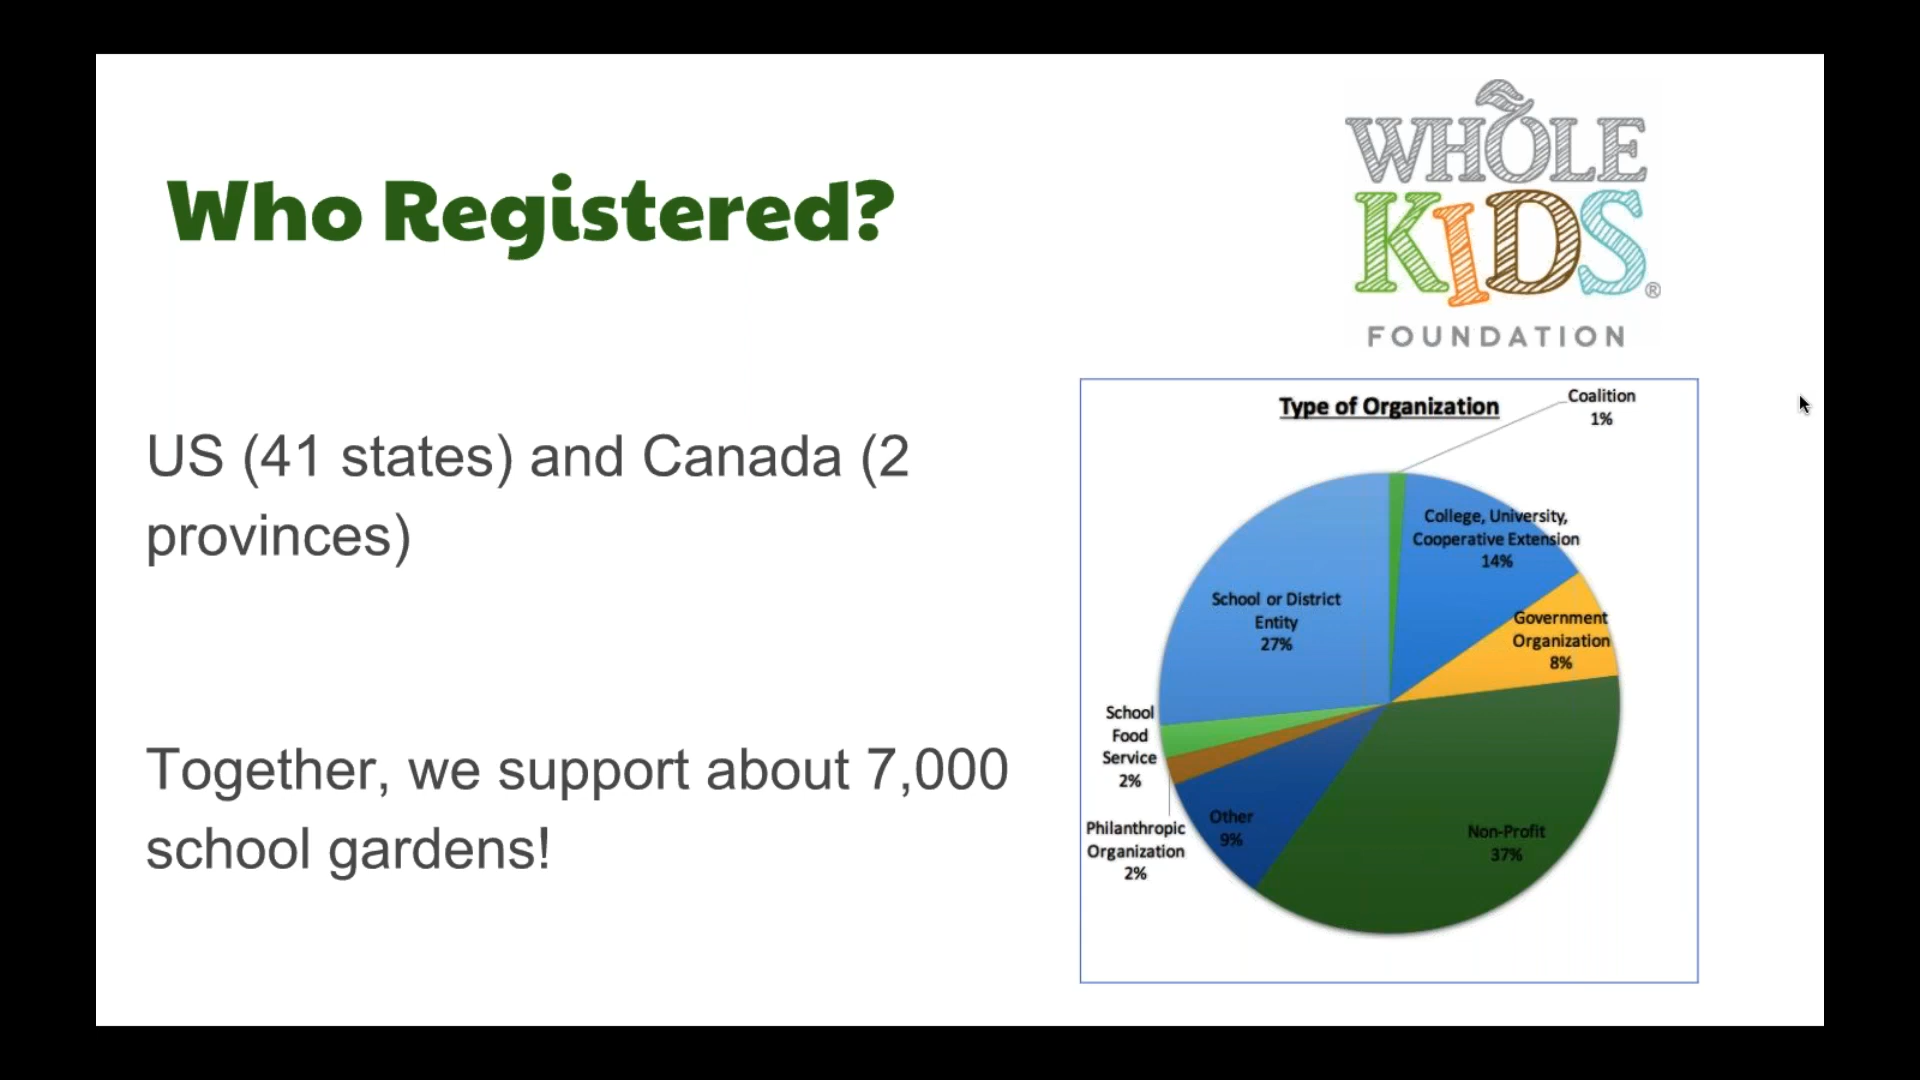 WHOLE
KIDS®
FOUNDATION
Who Registered?
US (41 states) and Canada (2
provinces)
Together, we support about 7,000
school gardens!
Type of Organization
Coalition
1%
College, University,
Cooperative Extension
14%
Government
Organization
8%
Non-Profit
37%
Other
9%
Philanthropic
Organization
2%
School
Food
Service
2%
School or District
Entity
27%